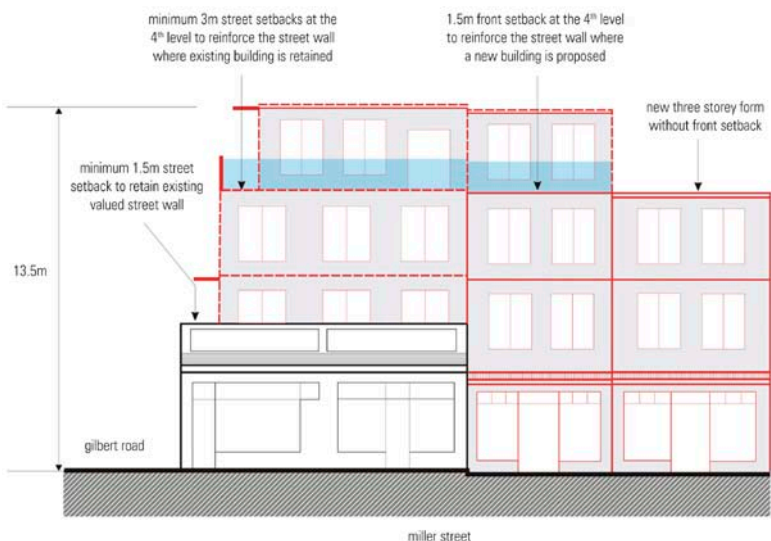 minimum 3m street setbacks at the
4th level to reinforce the street wall
where existing building is retained
1.5m front setback at the 4th level
to reinforce the street wall where
a new building is proposed
new three storey form
without front setback
minimum 1.5m street
setback to retain existing
valued street wall
13.5m
gilbert road
miller street